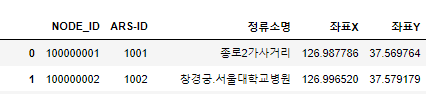 NODE_ID ARS-ID 정류소명 좌표X 좌표Y
0 100000001 1001 종로2가사거리 126.987786 37.569764
1 100000002 1002 창경궁.서울대학교병원 126.996520 37.579179